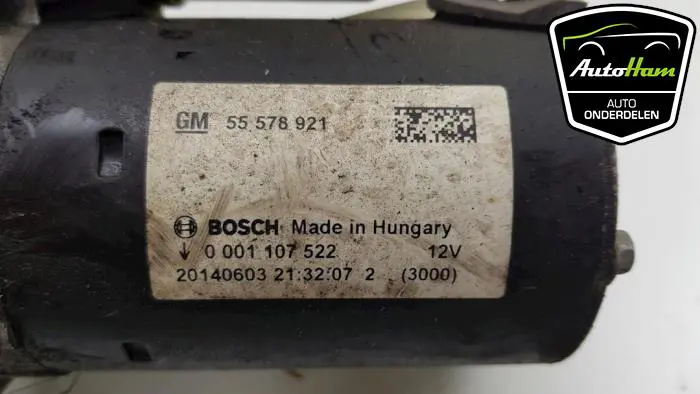 GM 55 578 921
BOSCH Made in Hungary
0 001 107 522 12V
20140603 21:32:07 2 (3000)
AutoHam
AUTO
ONDERDELEN